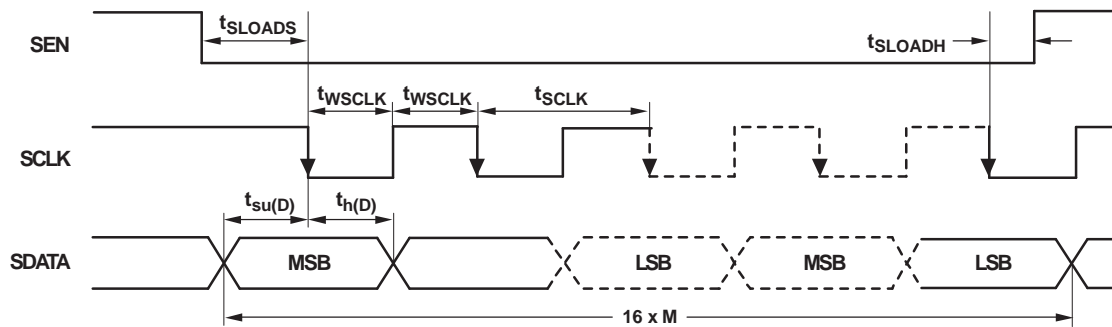 SEN
tSLOADS
tSLOADH
tWSCLK
tWSCLK
tSCLK
SCLK
tsu(D)
th(D)
SDATA
MSB
LSB
MSB
LSB
16 x M